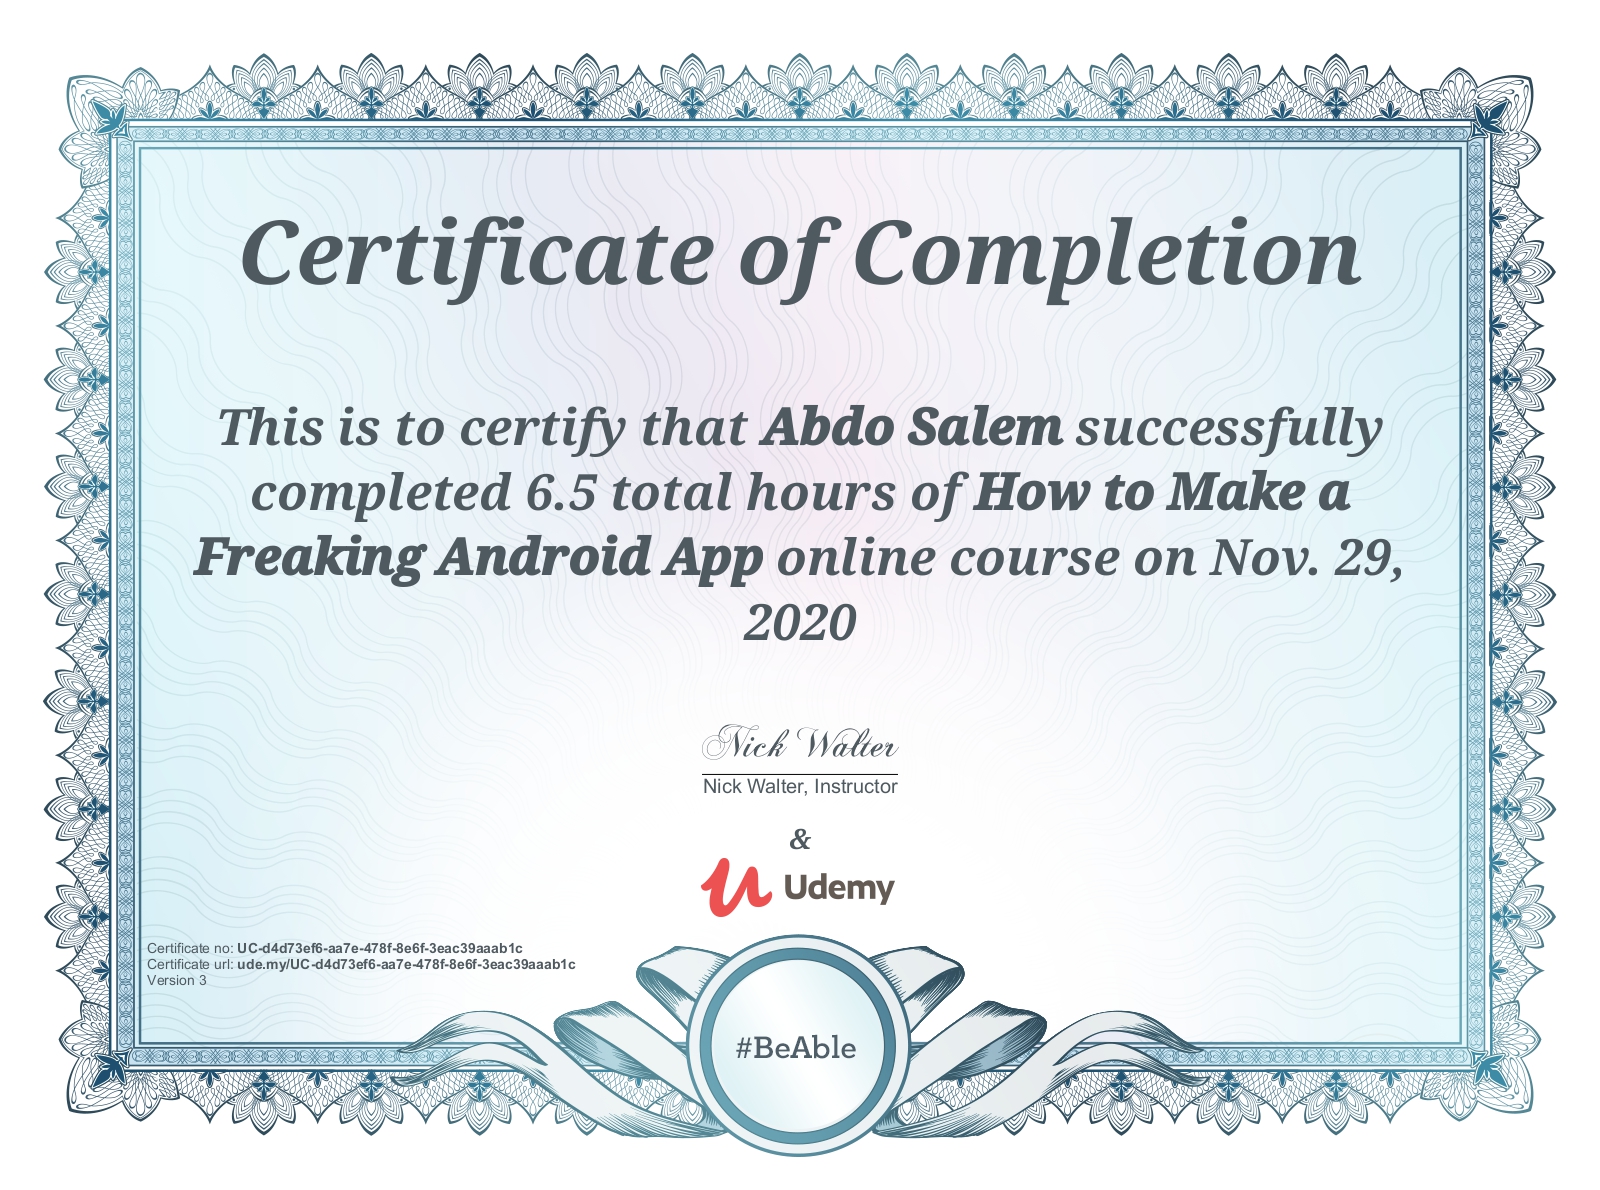 Certificate of Completion
This is to certify that Abdo Salem successfully
completed 6.5 total hours of How to Make a
Freaking Android App online course on Nov. 29,
2020
Nick Walter
Nick Walter, Instructor
&
Udemy
Certificate no: UC-d4d73ef6-aa7e-478f-8e6f-3eac39aaab1c
Certificate url: ude.my/UC-d4d73ef6-aa7e-478f-8e6f-3eac39aaab1c
Version 3
#BeAble